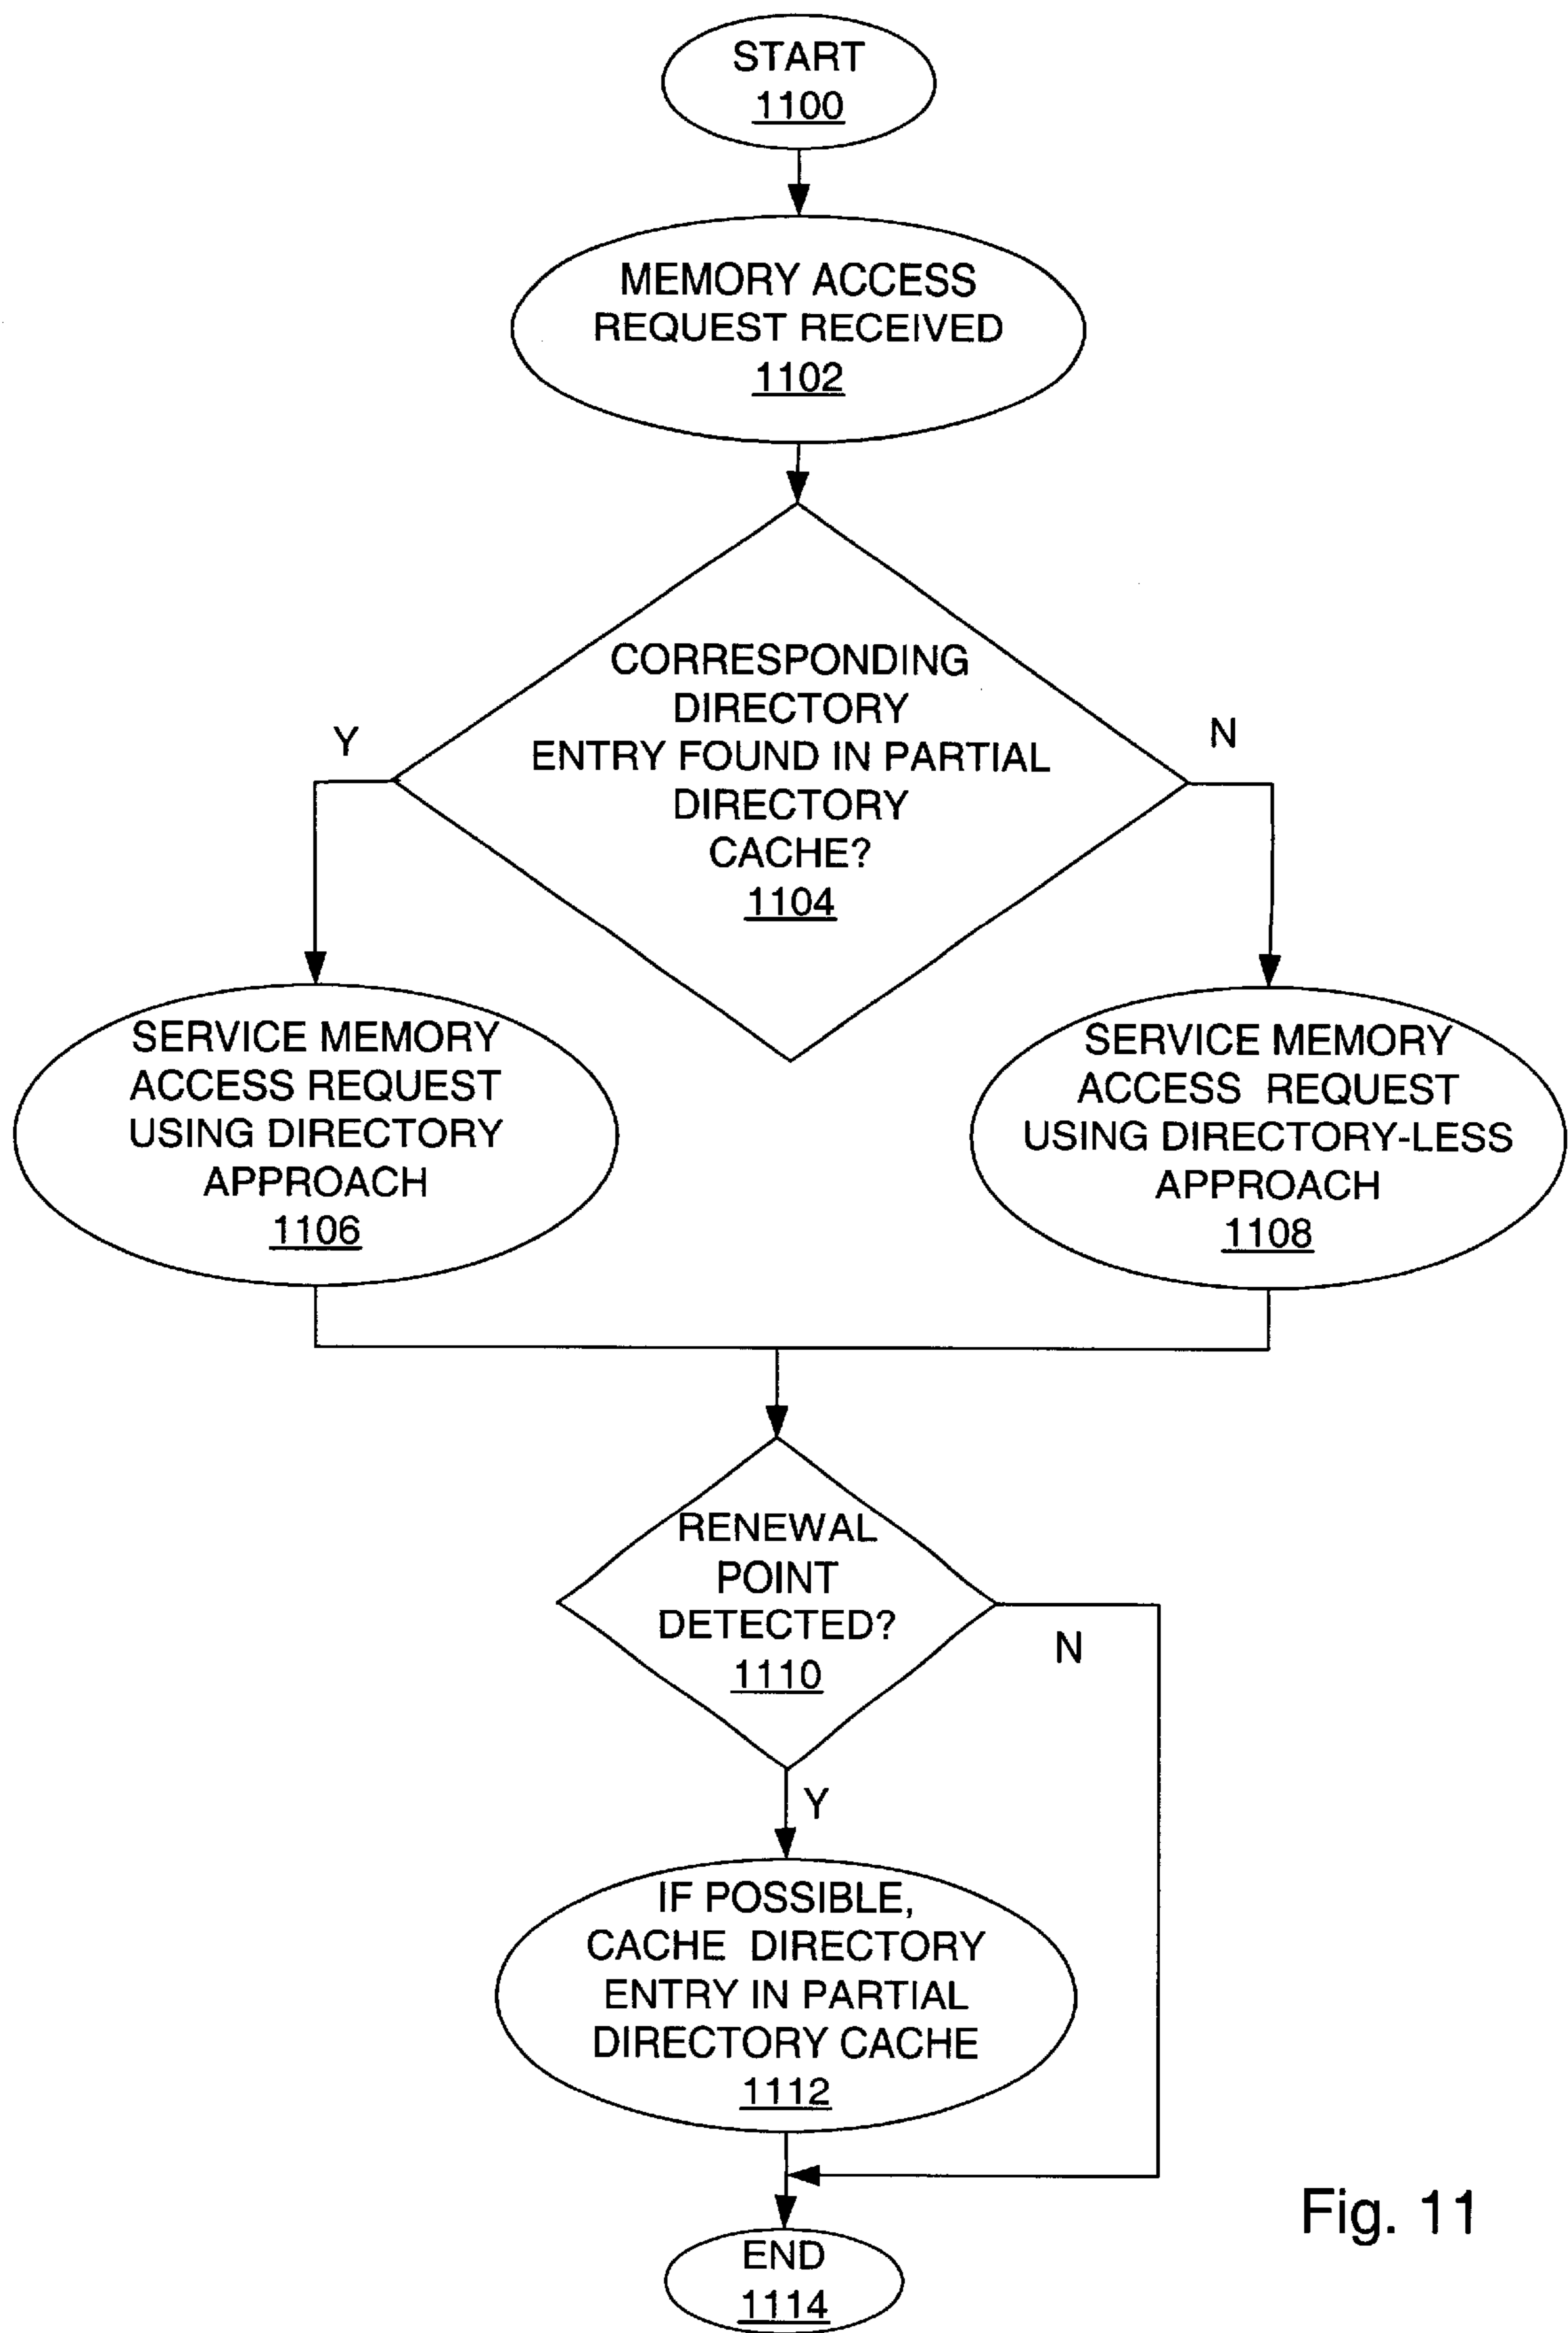 START
1100
MEMORY ACCESS
REQUEST RECEIVED
1102
CORRESPONDING
DIRECTORY
ENTRY FOUND IN PARTIAL
DIRECTORY
CACHE?
1104
Y
N
SERVICE MEMORY
ACCESS REQUEST
USING DIRECTORY
APPROACH
1106
SERVICE MEMORY
ACCESS REQUEST
USING DIRECTORY-LESS
APPROACH
1108
RENEWAL
POINT
DETECTED?
1110
N
Y
IF POSSIBLE,
CACHE DIRECTORY
ENTRY IN PARTIAL
DIRECTORY CACHE
1112
END
1114
Fig. 11